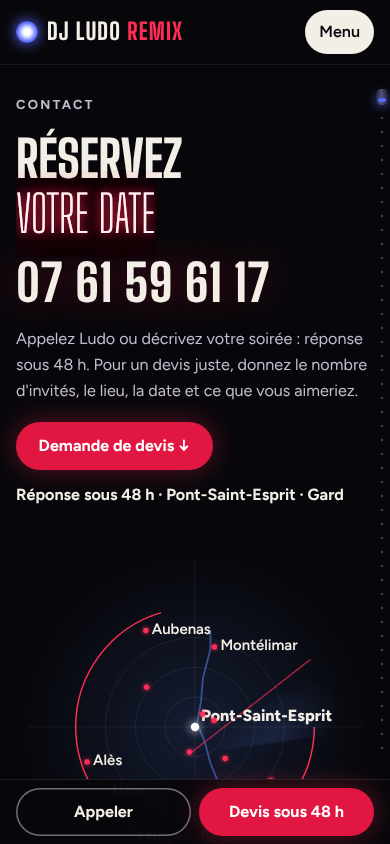 DJ LUDO REMIX
Menu
CONTACT
RÉSERVEZ
VOTRE DATE
07 61 59 61 17
Appelez Ludo ou décrivez votre soirée : réponse
sous 48 h. Pour un devis juste, donnez le nombre
d'invités, le lieu, la date et ce que vous aimeriez.
Demande de devis ↓
Réponse sous 48 h · Pont-Saint-Esprit · Gard
Aubenas
Montélimar
Pont-Saint-Esprit
Alès
Appeler
Devis sous 48 h